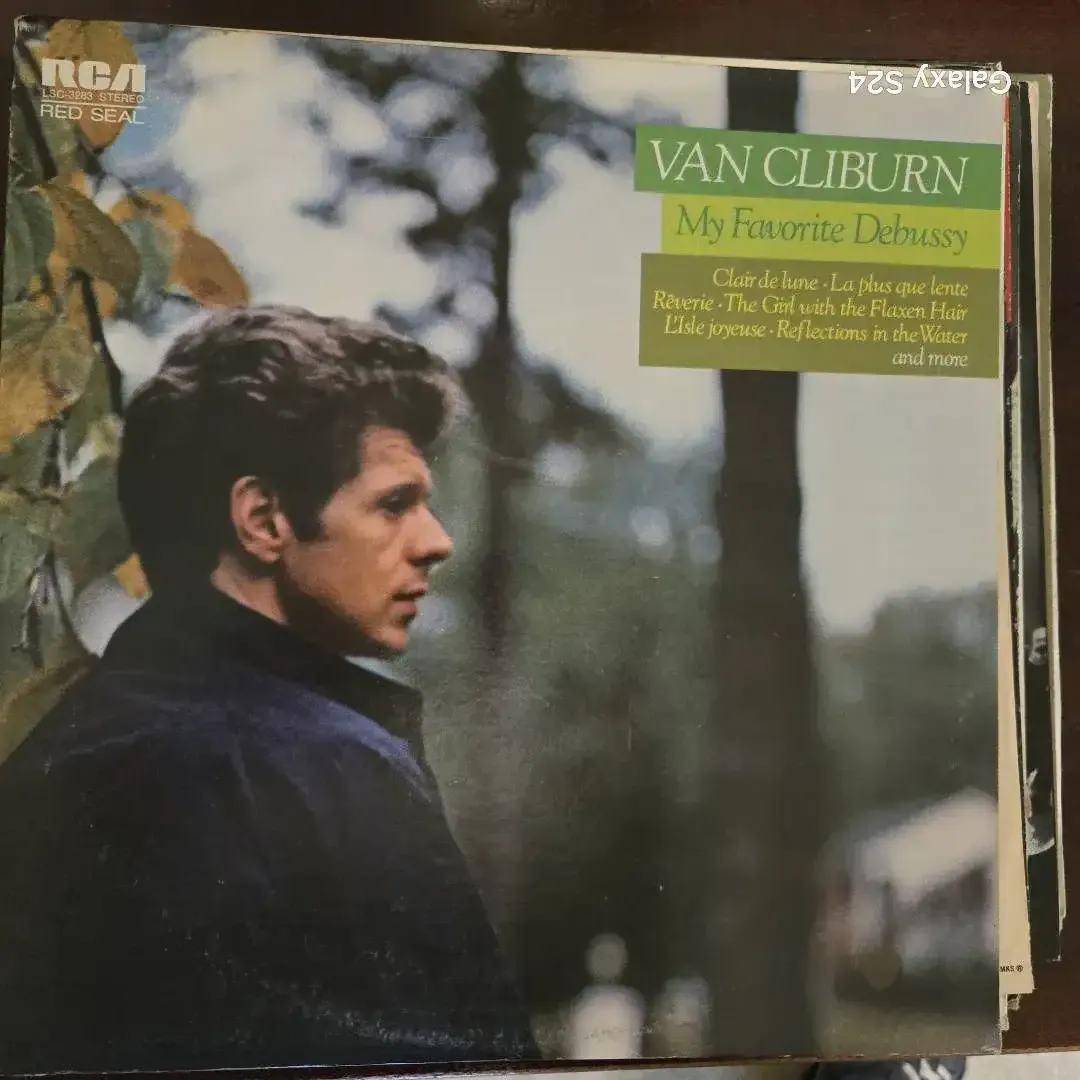 RCA
LSC-3283 STEREO
RED SEAL
Galaxy S24
VAN CLIBURN
My Favorite Debussy
Clair de lune · La plus que lente
Rêverie · The Girl with the Flaxen Hair
L'Isle joyeuse · Reflections in the Water
and more
MKS ®